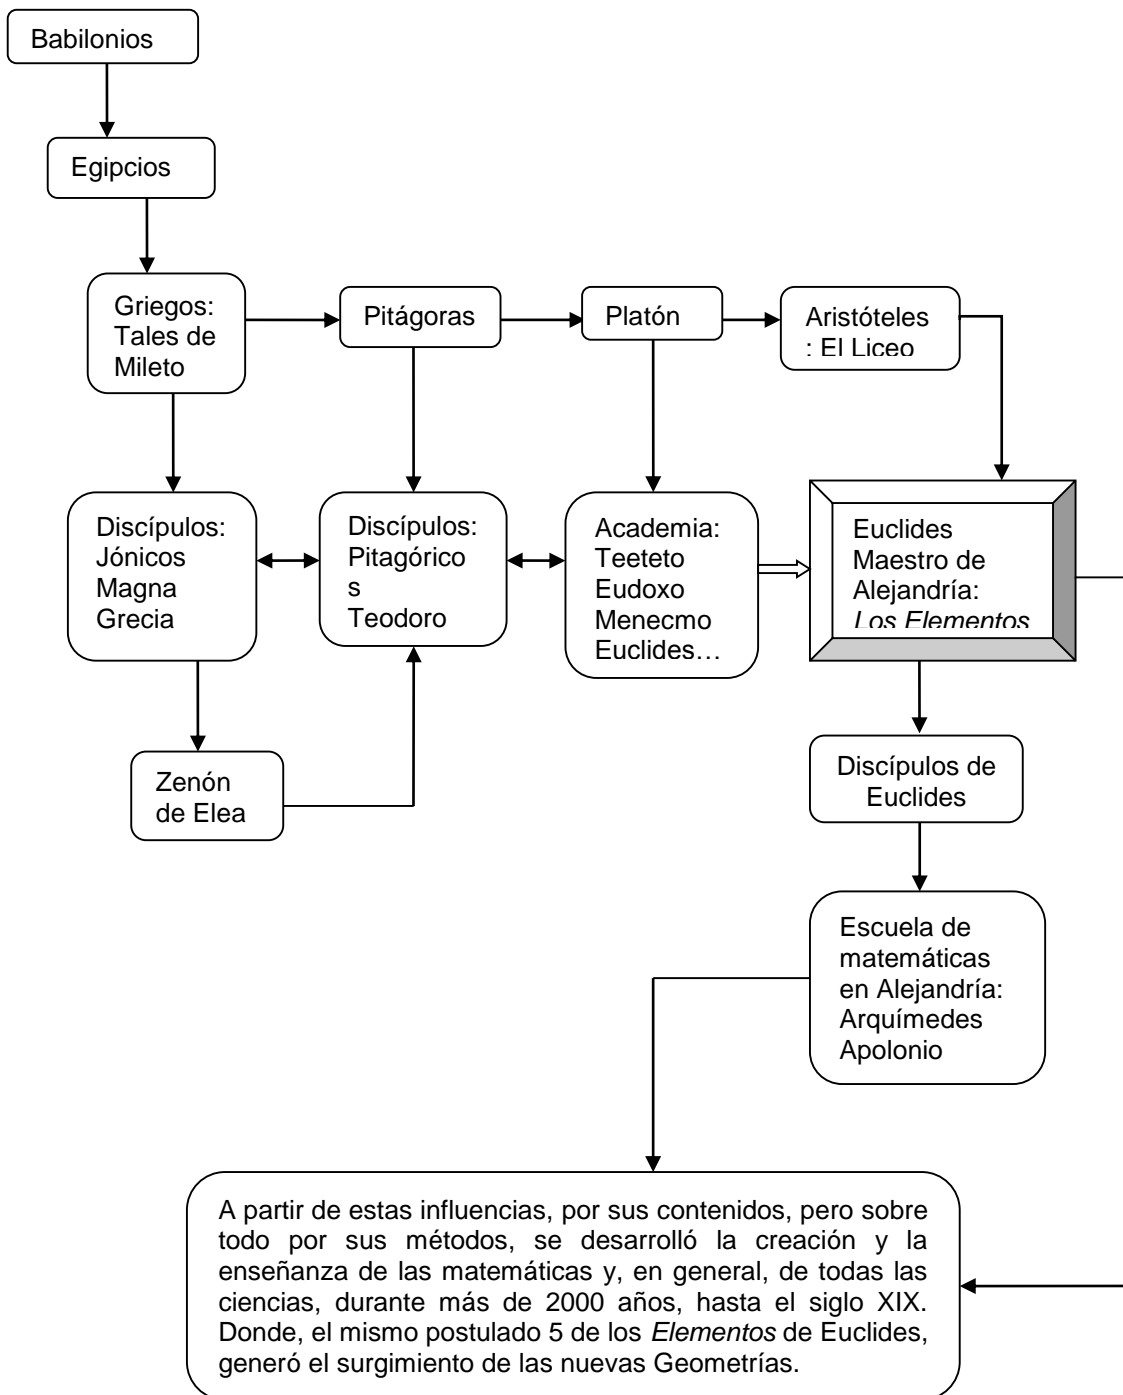 Babilonios
Egipcios
Griegos:
Tales de
Mileto
Pitágoras
Platón
Aristóteles
: El Liceo
Discípulos:
Jónicos
Magna
Grecia
Discípulos:
Pitagórico
s
Teodoro
Academia:
Teeteto
Eudoxo
Menecmo
Euclides…
Euclides
Maestro de
Alejandría:
Los Elementos
Zenón
de Elea
Discípulos de
Euclides
Escuela de
matemáticas
en Alejandría:
Arquímedes
Apolonio
A partir de estas influencias, por sus contenidos, pero sobre
todo por sus métodos, se desarrolló la creación y la
enseñanza de las matemáticas y, en general, de todas las
ciencias, durante más de 2000 años, hasta el siglo XIX.
Donde, el mismo postulado 5 de los Elementos de Euclides,
generó el surgimiento de las nuevas Geometrías.